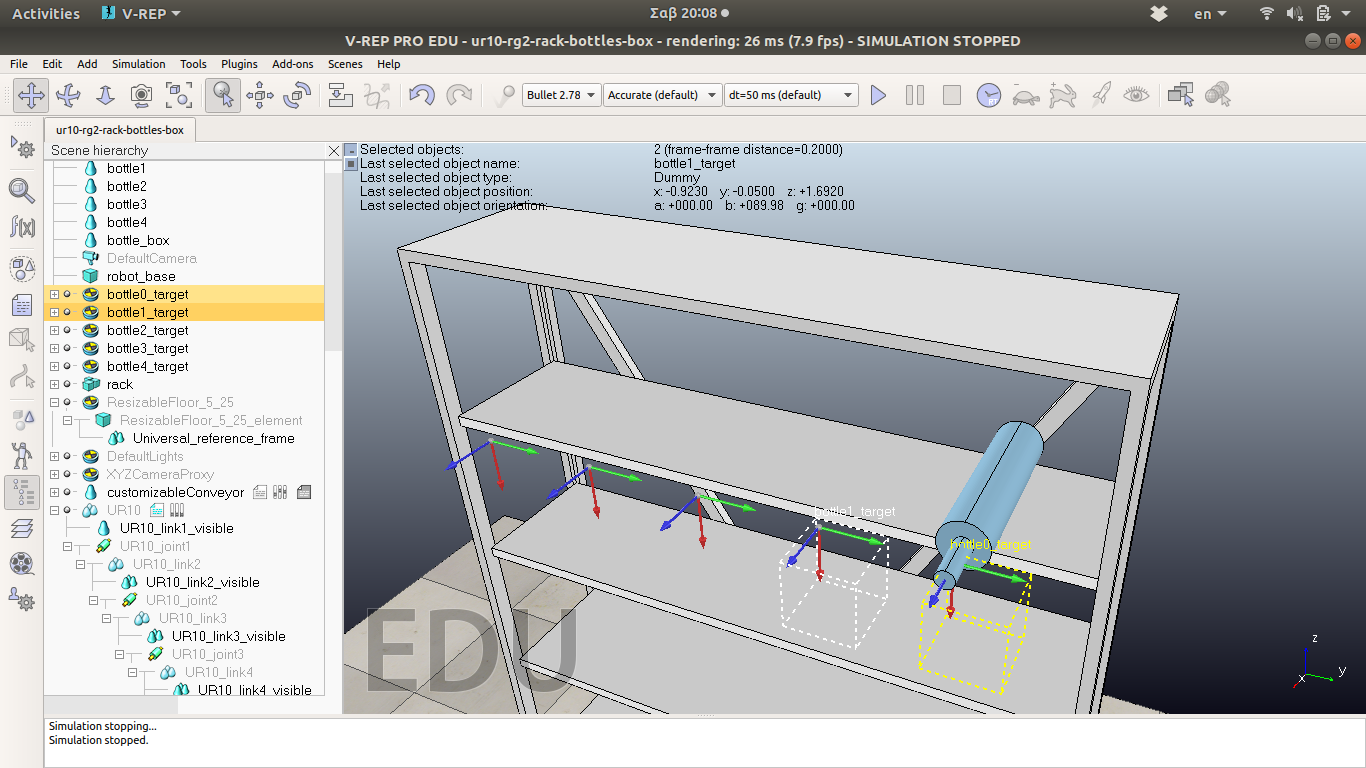 Activities V-REP Σαβ 20:08 en
V-REP PRO EDU - ur10-rg2-rack-bottles-box - rendering: 26 ms (7.9 fps) - SIMULATION STOPPED
File Edit Add Simulation Tools Plugins Add-ons Scenes Help
Bullet 2.78 Accurate (default) dt=50 ms (default) RT
ur10-rg2-rack-bottles-box
Scene hierarchy
bottle1
bottle2
bottle3
bottle4
bottle_box
DefaultCamera
robot_base
bottle0_target
bottle1_target
bottle2_target
bottle3_target
bottle4_target
rack
ResizableFloor_5_25
ResizableFloor_5_25_element
Universal_reference_frame
DefaultLights
XYZCameraProxy
customizableConveyor
UR10
UR10_link1_visible
UR10_joint1
UR10_link2
UR10_link2_visible
UR10_joint2
UR10_link3
UR10_link3_visible
UR10_joint3
UR10_link4
UR10_link4_visible
f(x)
Selected objects: 2 (frame-frame distance=0.2000)
Last selected object name: bottle1_target
Last selected object type: Dummy
Last selected object position: x: -0.9230 y: -0.0500 z: +1.6920
Last selected object orientation: a: +000.00 b: +089.98 g: +000.00
bottle1_target
bottle0_target
EDU
z
y
x
Simulation stopping...
Simulation stopped.